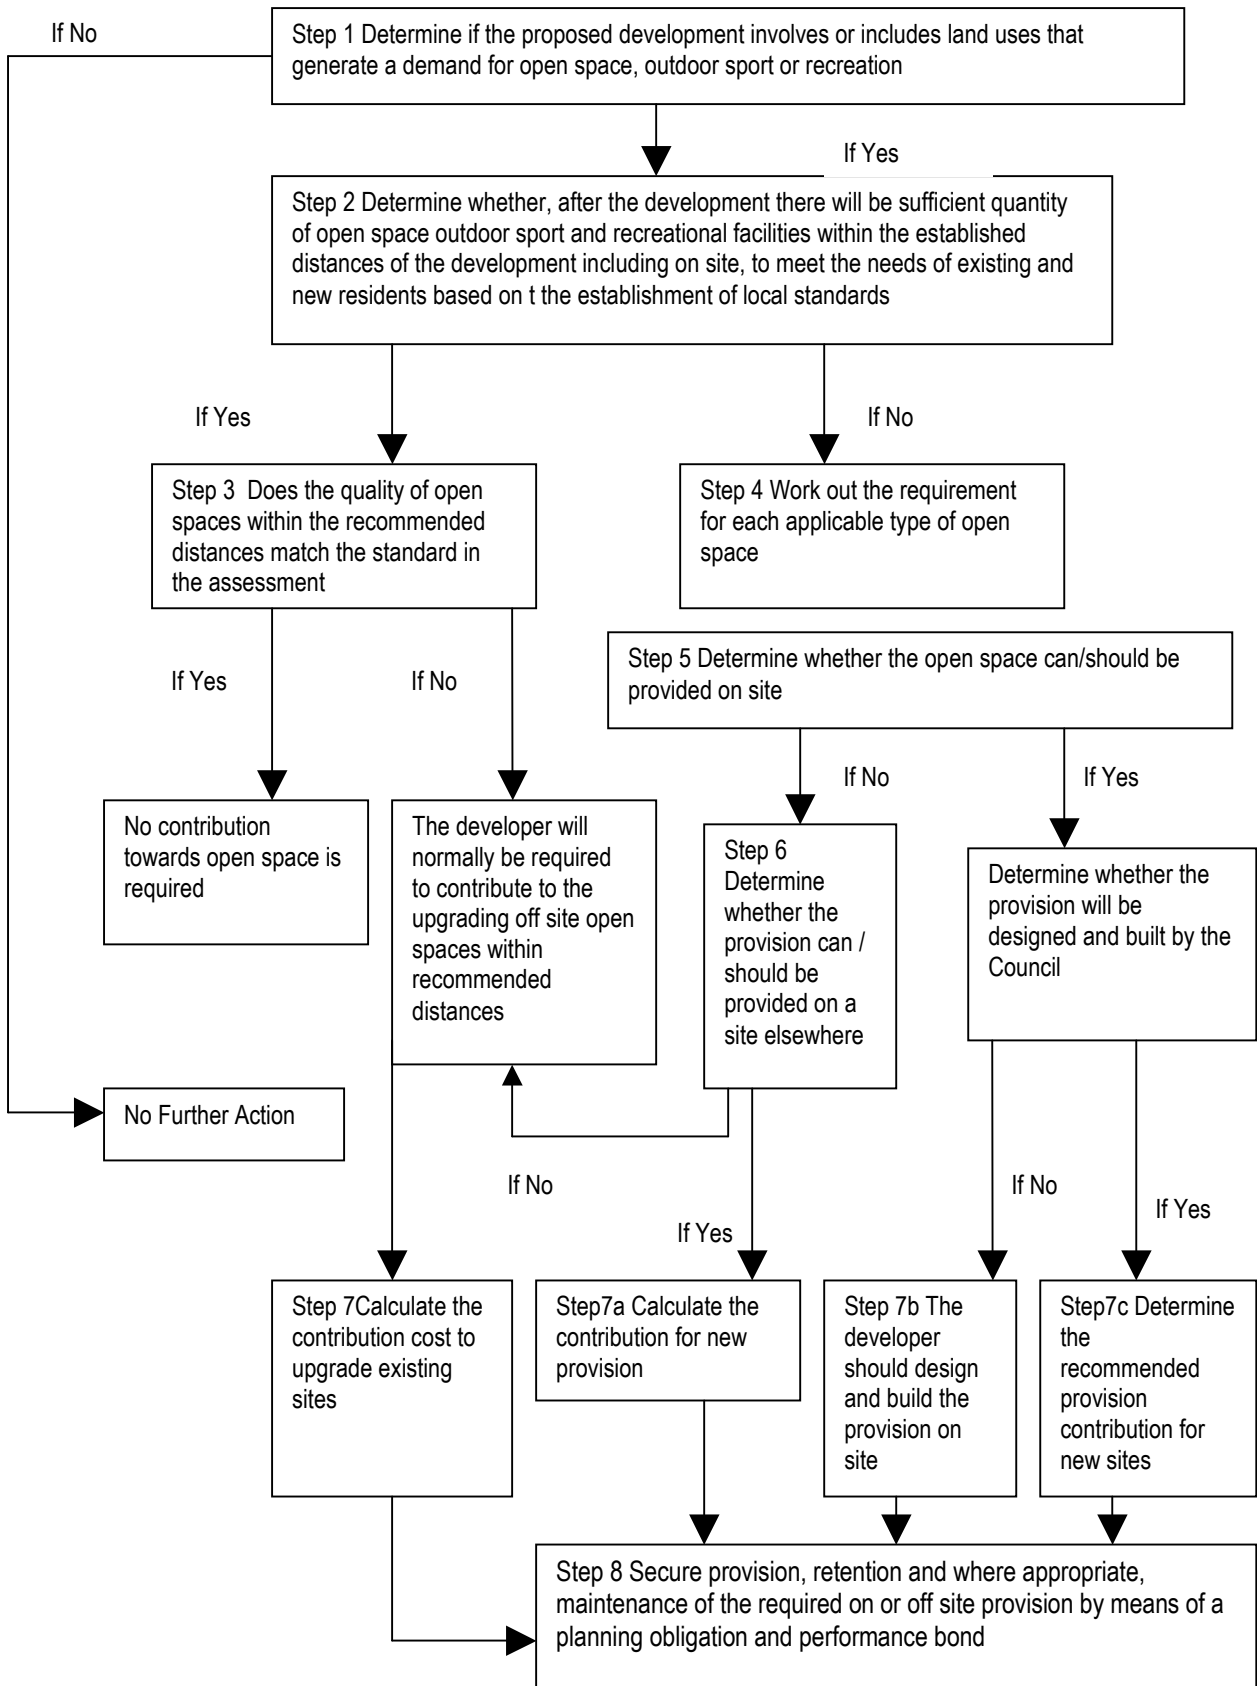 If No
Step 1 Determine if the proposed development involves or includes land uses that
generate a demand for open space, outdoor sport or recreation
If Yes
Step 2 Determine whether, after the development there will be sufficient quantity
of open space outdoor sport and recreational facilities within the established
distances of the development including on site, to meet the needs of existing and
new residents based on t the establishment of local standards
If Yes
If No
Step 3 Does the quality of open
spaces within the recommended
distances match the standard in
the assessment
Step 4 Work out the requirement
for each applicable type of open
space
Step 5 Determine whether the open space can/should be
provided on site
If Yes
If No
If No
If Yes
No contribution
towards open space is
required
The developer will
normally be required
to contribute to the
upgrading off site open
spaces within
recommended
distances
Step 6
Determine
whether the
provision can /
should be
provided on a
site elsewhere
Determine whether the
provision will be
designed and built by the
Council
No Further Action
If No
If Yes
If No
If Yes
Step 7Calculate the
contribution cost to
upgrade existing
sites
Step7a Calculate the
contribution for new
provision
Step 7b The
developer
should design
and build the
provision on
site
Step7c Determine
the
recommended
provision
contribution for
new sites
Step 8 Secure provision, retention and where appropriate,
maintenance of the required on or off site provision by means of a
planning obligation and performance bond